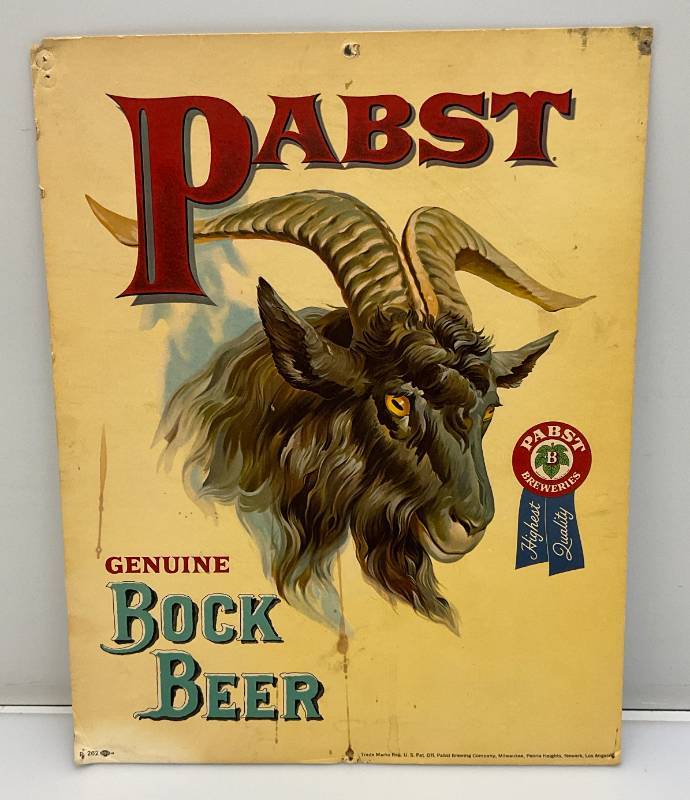 PABST
PABST
B
BREWERIES
Highest
Quality
GENUINE
BOCK
BEER
P. 262
Trade Marks Reg. U. S. Pat. Off. Pabst Brewing Company, Milwaukee, Peoria Heights, Newark, Los Angeles